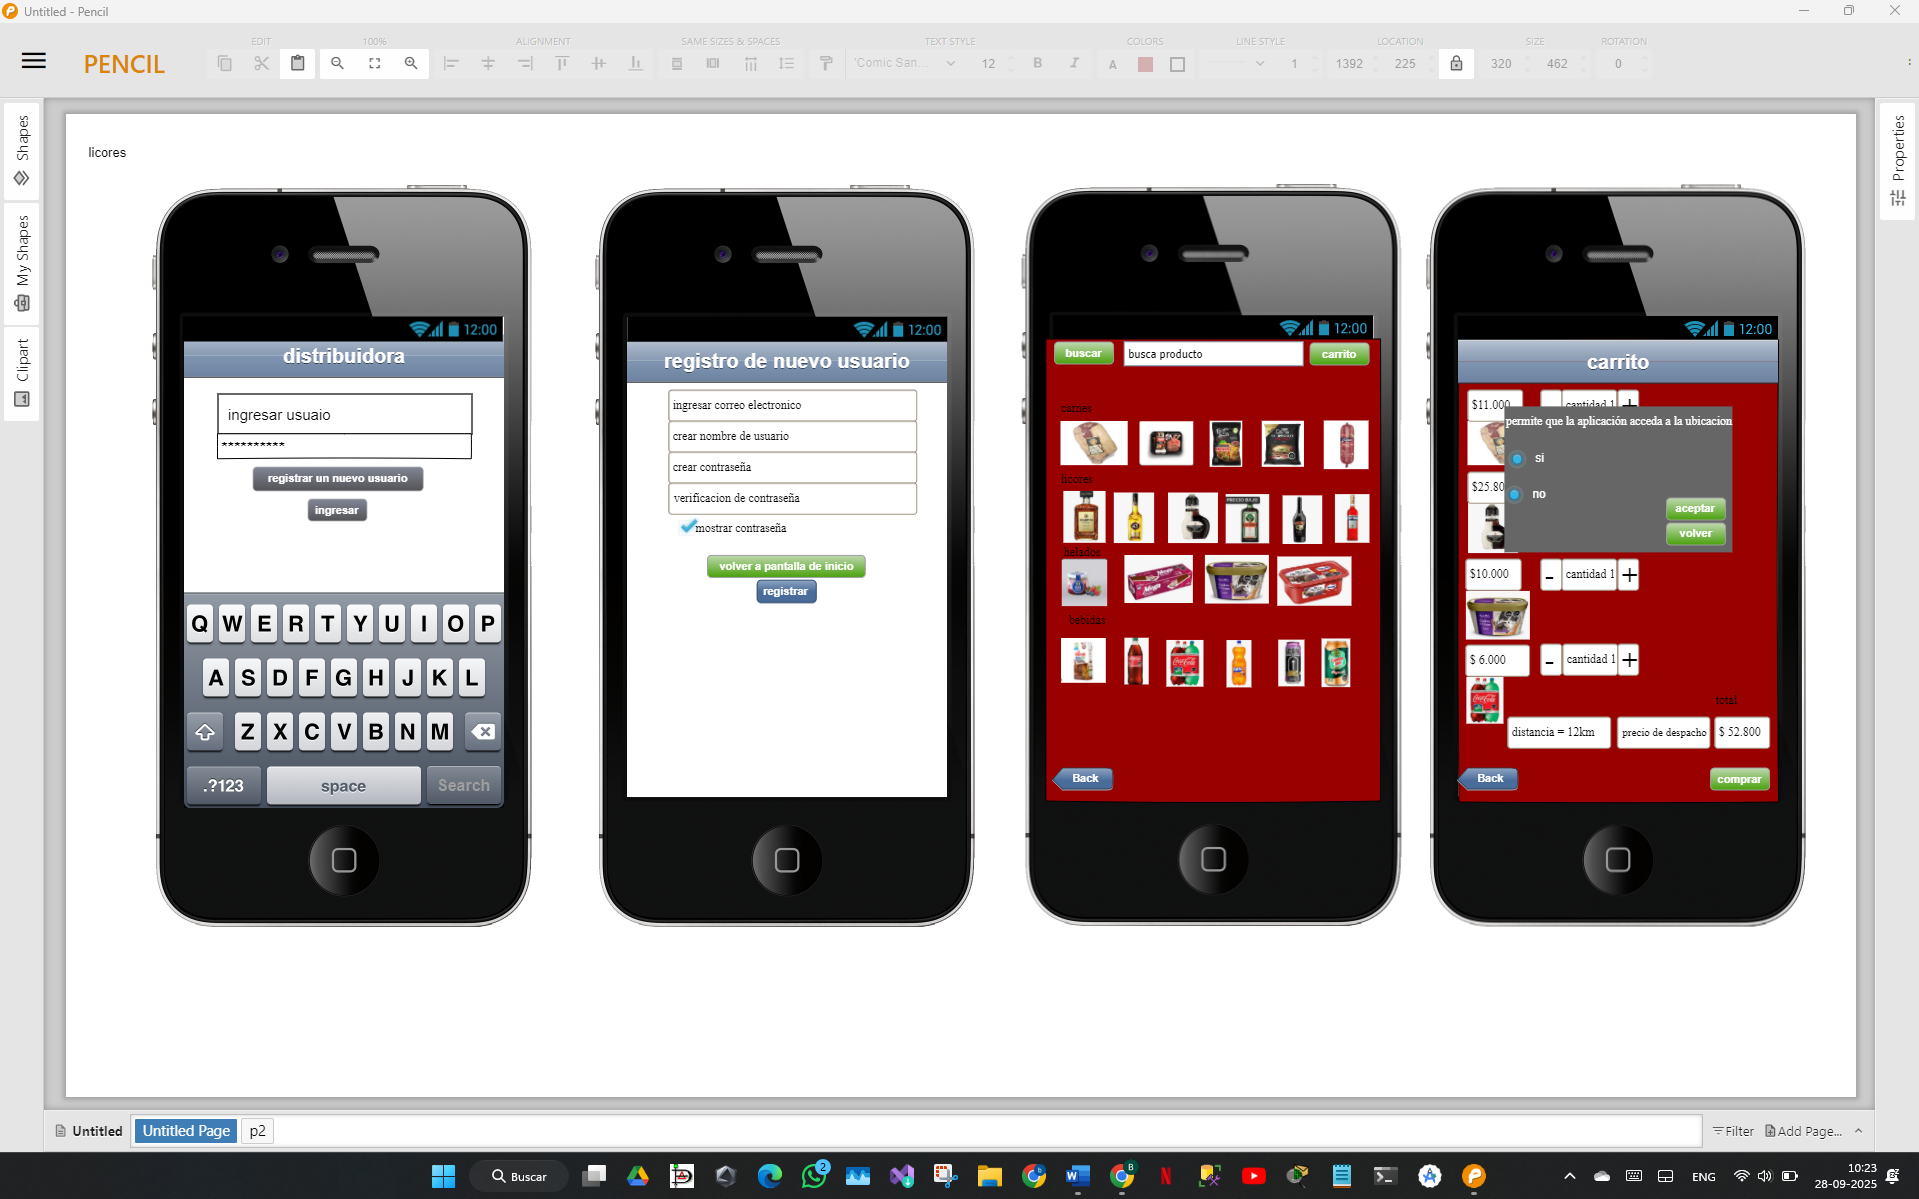 Untitled - Pencil
PENCIL
EDIT
100%
ALIGNMENT
SAME SIZES & SPACES
TEXT STYLE
COLORS
LINE STYLE
LOCATION
SIZE
ROTATION
'Comic San...
12
B
I
A
1
1392
225
320
462
0
Shapes
My Shapes
Clipart
Properties
licores
12:00
distribuidora
ingresar usuaio
**********
registrar un nuevo usuario
ingresar
Q W E R T Y U I O P
A S D F G H J K L
Z X C V B N M
.?123
space
Search
12:00
registro de nuevo usuario
ingresar correo electronico
crear nombre de usuario
crear contraseña
verificacion de contraseña
mostrar contraseña
volver a pantalla de inicio
registrar
12:00
buscar
busca producto
carrito
carnes
licores
PRECIO BAJO
helados
bebidas
Back
12:00
carrito
$11.000
cantidad 1
+
permite que la aplicación acceda a la ubicacion
si
no
aceptar
volver
$25.80
$10.000
-
cantidad 1
+
$ 6.000
-
cantidad 1
+
total
distancia = 12km
precio de despacho
$ 52.800
Back
comprar
Untitled
Untitled Page
p2
Filter
Add Page...
Buscar
2
ENG
10:23
28-09-2025